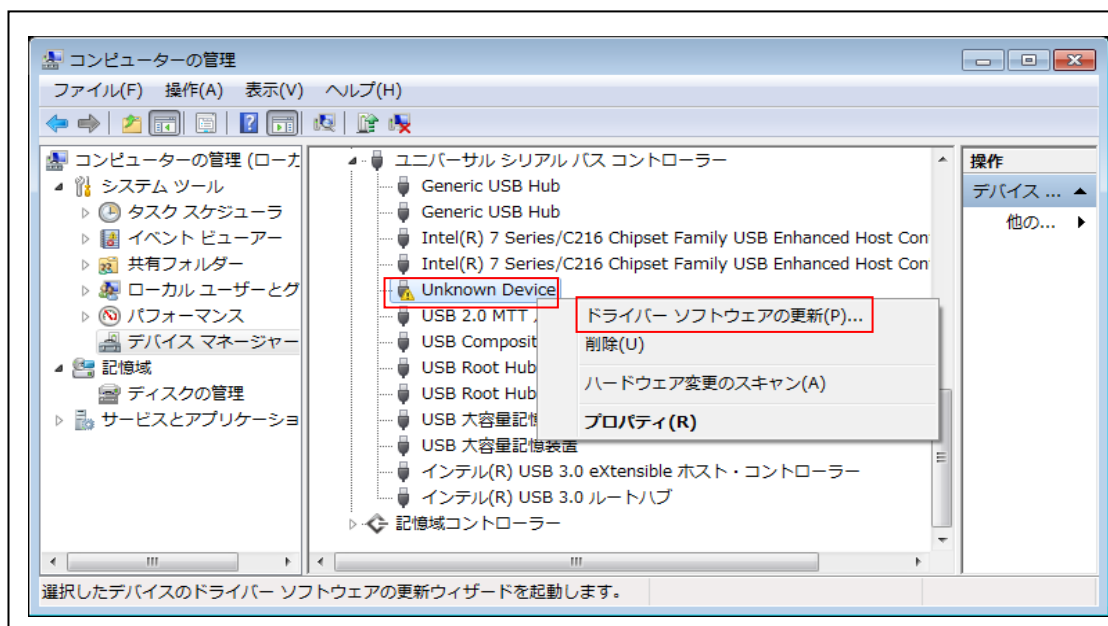 コンピューターの管理
ファイル(F) 操作(A) 表示(V) ヘルプ(H)
コンピューターの管理 (ローカ
システム ツール
タスク スケジューラ
イベント ビューアー
共有フォルダー
ローカル ユーザーとグ
パフォーマンス
デバイス マネージャー
記憶域
ディスクの管理
サービスとアプリケーショ
ユニバーサル シリアル バス コントローラー
Generic USB Hub
Generic USB Hub
Intel(R) 7 Series/C216 Chipset Family USB Enhanced Host Con
Intel(R) 7 Series/C216 Chipset Family USB Enhanced Host Con
Unknown Device
USB 2.0 MTT
USB Composit
USB Root Hub
USB Root Hub
USB 大容量記憶
USB 大容量記憶装置
インテル(R) USB 3.0 eXtensible ホスト・コントローラー
インテル(R) USB 3.0 ルートハブ
記憶域コントローラー
ドライバー ソフトウェアの更新(P)...
削除(U)
ハードウェア変更のスキャン(A)
プロパティ(R)
操作
デバイス ...
他の...
選択したデバイスのドライバー ソフトウェアの更新ウィザードを起動します。